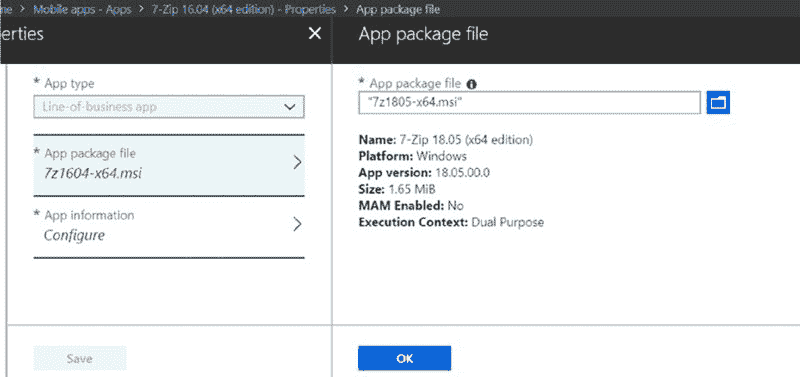 ne > Mobile apps - Apps > 7-Zip 16.04 (x64 edition) - Properties > App package file
erties
App package file
* App type
Line-of-business app
* App package file
7z1604-x64.msi
* App information
Configure
Save
* App package file
"7z1805-x64.msi"
Name: 7-Zip 18.05 (x64 edition)
Platform: Windows
App version: 18.05.00.0
Size: 1.65 MiB
MAM Enabled: No
Execution Context: Dual Purpose
OK